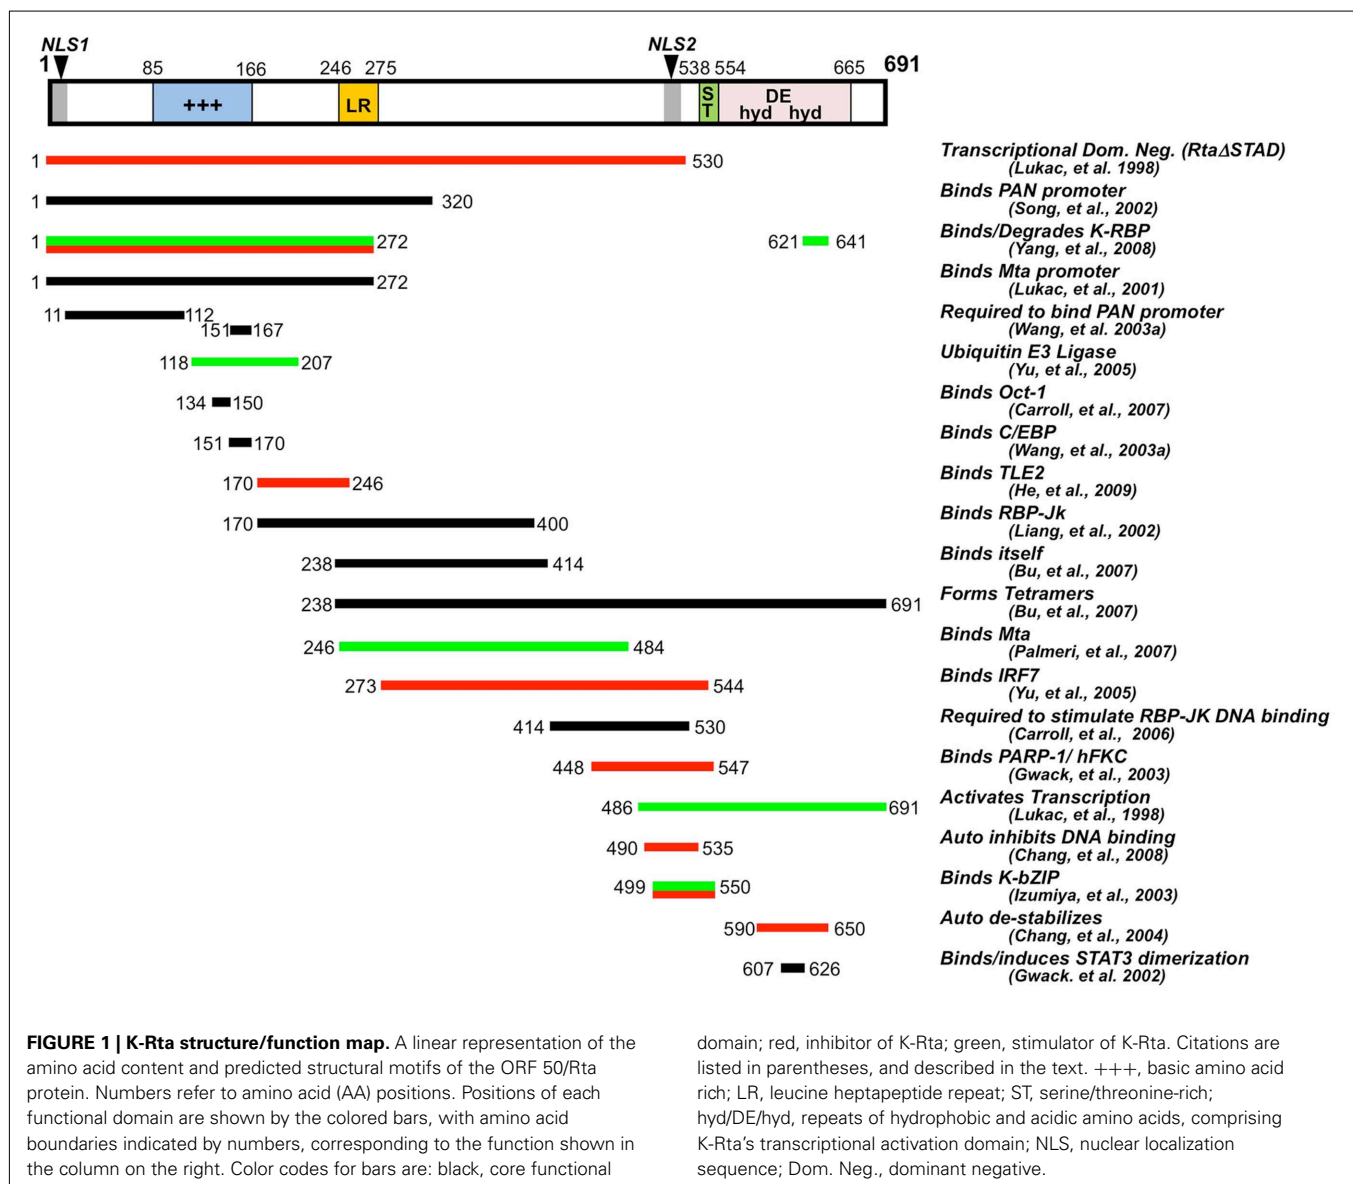 NLS1 NLS2
1 85 166 246 275 538 554 665 691
+++ LR S T DE hyd hyd
1 530 Transcriptional Dom. Neg. (RtaΔSTAD)
(Lukac, et al. 1998)
1 320 Binds PAN promoter
(Song, et al., 2002)
1 272 621 641 Binds/Degrades K-RBP
(Yang, et al., 2008)
1 272 Binds Mta promoter
(Lukac, et al., 2001)
11 112 151 167 Required to bind PAN promoter
(Wang, et al. 2003a)
118 207 Ubiquitin E3 Ligase
(Yu, et al., 2005)
134 150 Binds Oct-1
(Carroll, et al., 2007)
151 170 Binds C/EBP
(Wang, et al., 2003a)
170 246 Binds TLE2
(He, et al., 2009)
170 400 Binds RBP-Jk
(Liang, et al., 2002)
238 414 Binds itself
(Bu, et al., 2007)
238 691 Forms Tetramers
(Bu, et al., 2007)
246 484 Binds Mta
(Palmeri, et al., 2007)
273 544 Binds IRF7
(Yu, et al., 2005)
414 530 Required to stimulate RBP-JK DNA binding
(Carroll, et al., 2006)
448 547 Binds PARP-1/ hFKC
(Gwack, et al., 2003)
486 691 Activates Transcription
(Lukac, et al., 1998)
490 535 Auto inhibits DNA binding
(Chang, et al., 2008)
499 550 Binds K-bZIP
(Izumiya, et al., 2003)
590 650 Auto de-stabilizes
(Chang, et al., 2004)
607 626 Binds/induces STAT3 dimerization
(Gwack. et al. 2002)
FIGURE 1 | K-Rta structure/function map. A linear representation of the
amino acid content and predicted structural motifs of the ORF 50/Rta
protein. Numbers refer to amino acid (AA) positions. Positions of each
functional domain are shown by the colored bars, with amino acid
boundaries indicated by numbers, corresponding to the function shown in
the column on the right. Color codes for bars are: black, core functional
domain; red, inhibitor of K-Rta; green, stimulator of K-Rta. Citations are
listed in parentheses, and described in the text. +++, basic amino acid
rich; LR, leucine heptapeptide repeat; ST, serine/threonine-rich;
hyd/DE/hyd, repeats of hydrophobic and acidic amino acids, comprising
K-Rta's transcriptional activation domain; NLS, nuclear localization
sequence; Dom. Neg., dominant negative.